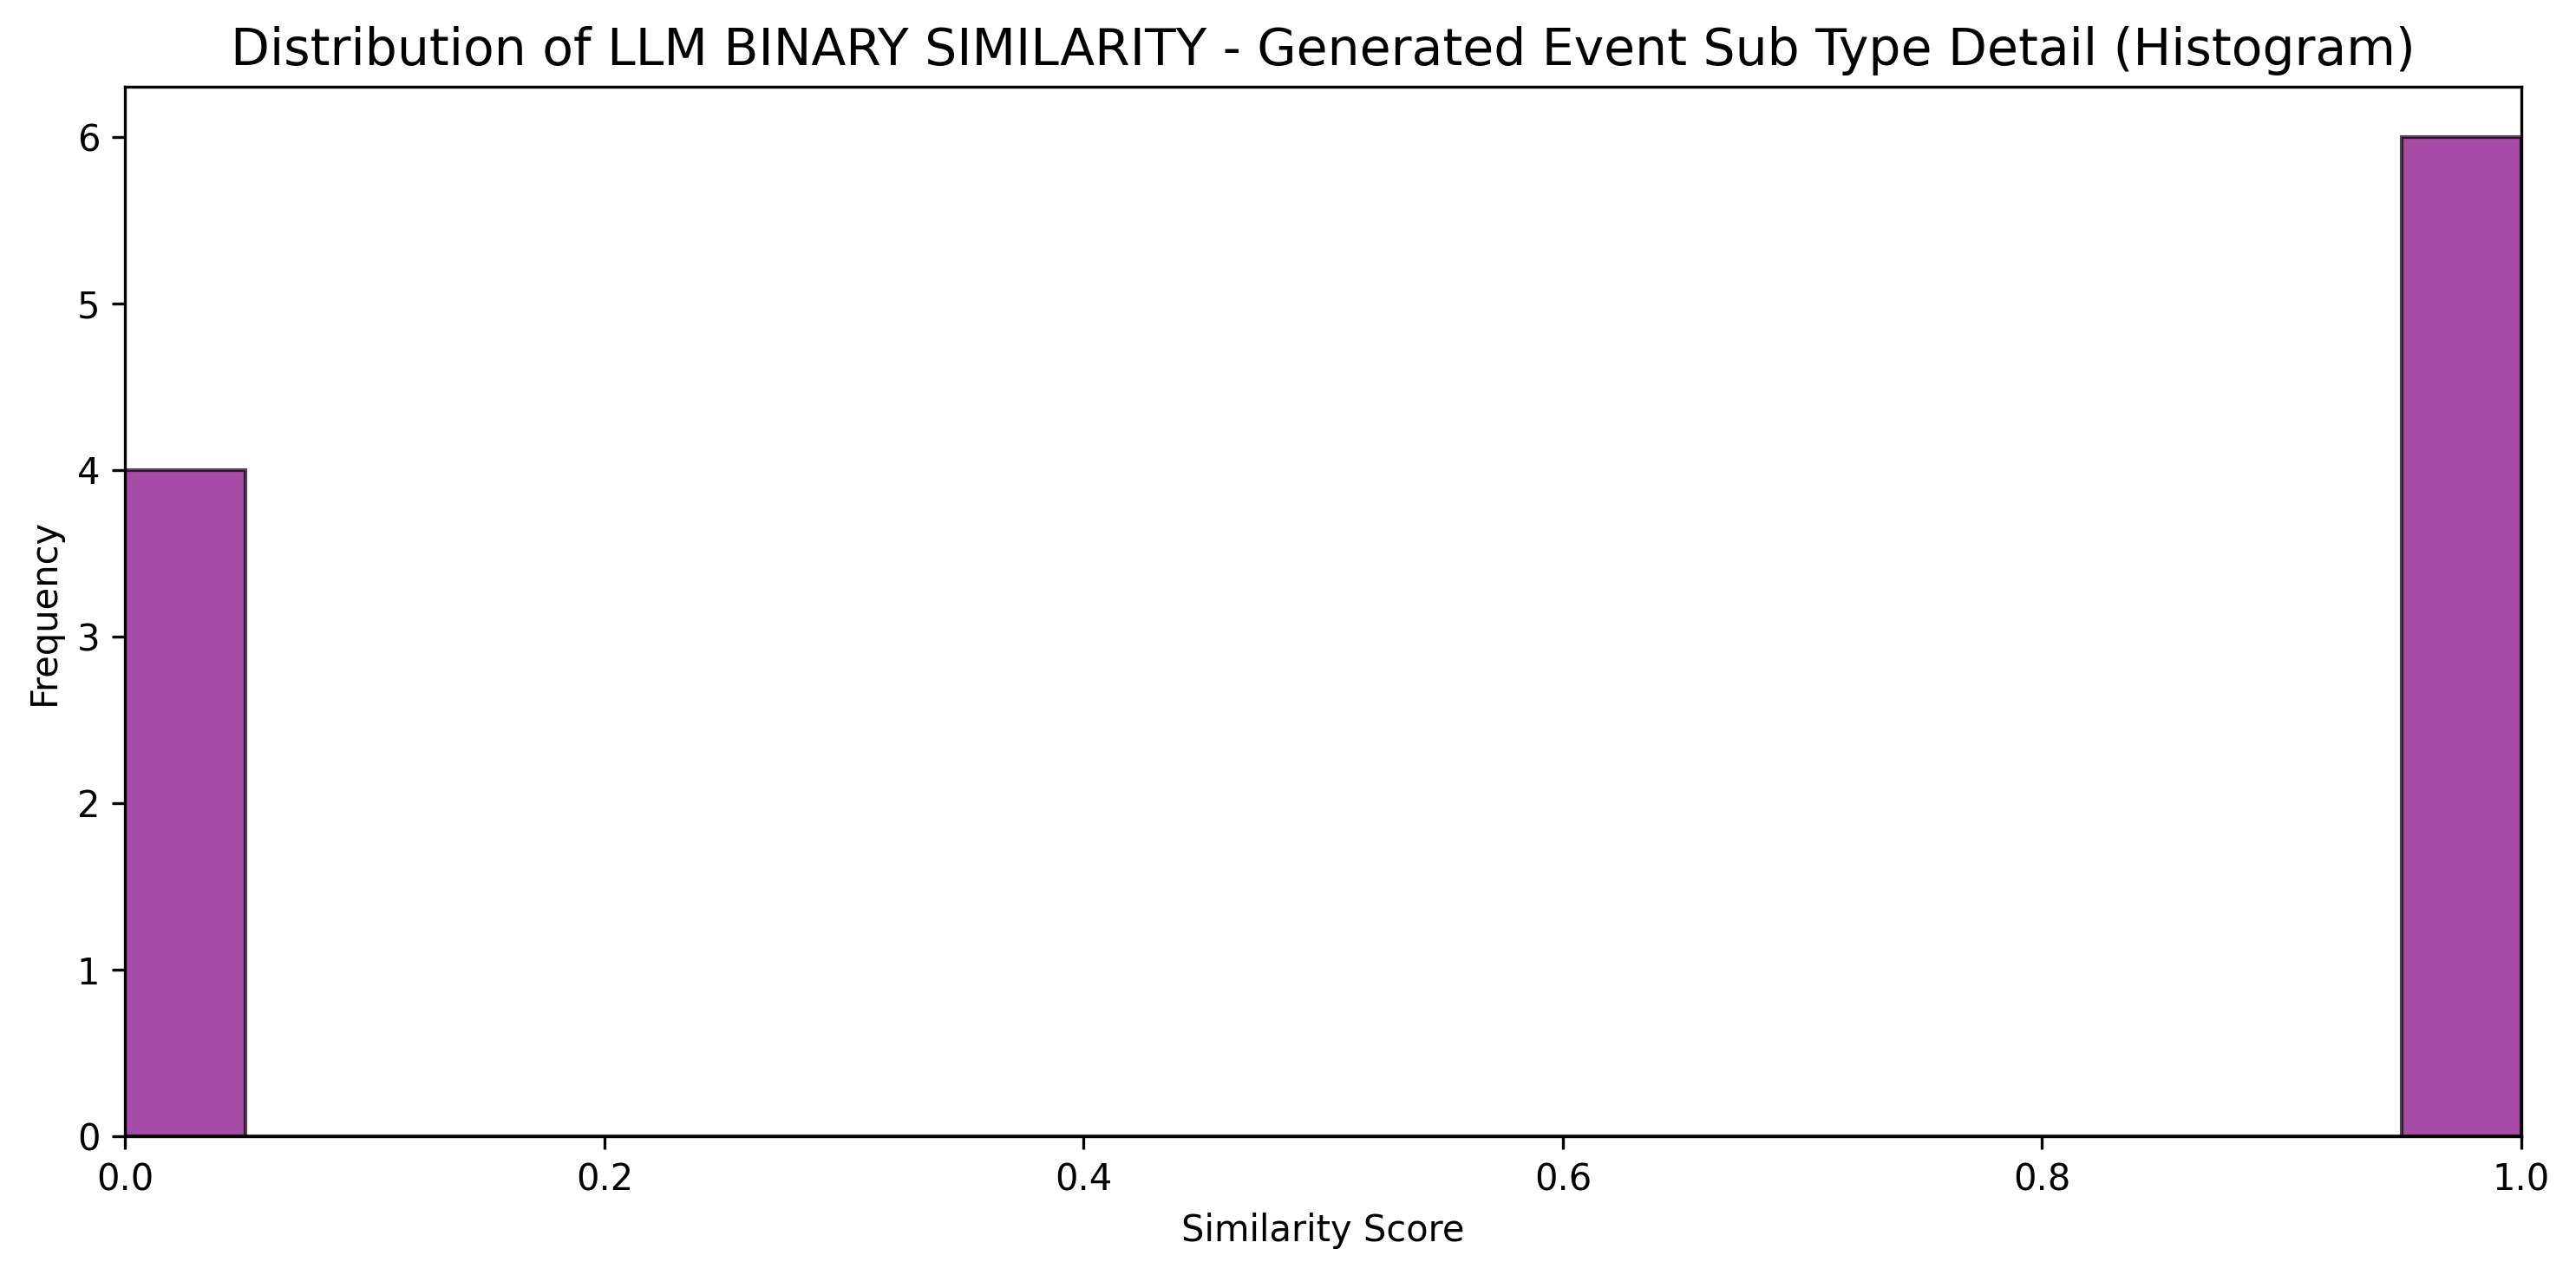 Distribution of LLM BINARY SIMILARITY - Generated Event Sub Type Detail (Histogram)
6
5
4
3
2
1
0
Frequency
0.0 0.2 0.4 0.6 0.8 1.0
Similarity Score